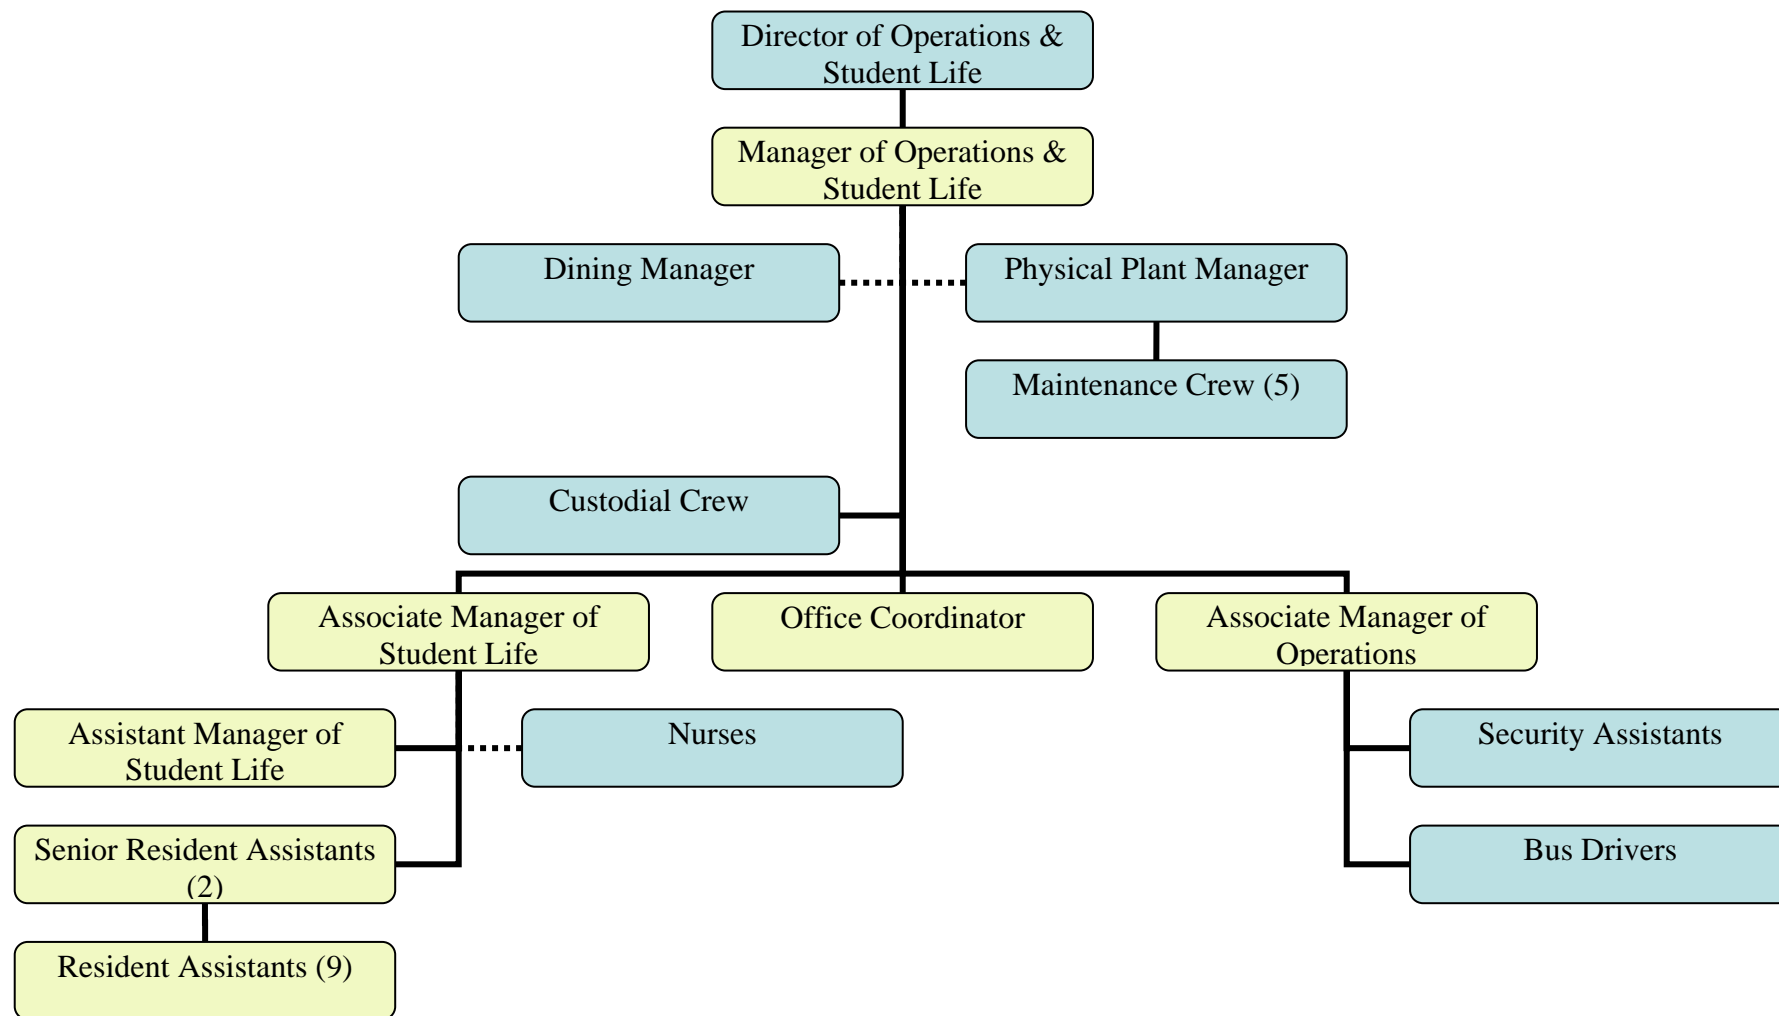 Director of Operations &
Student Life
Manager of Operations &
Student Life
Dining Manager
Physical Plant Manager
Maintenance Crew (5)
Custodial Crew
Associate Manager of
Student Life
Office Coordinator
Associate Manager of
Operations
Assistant Manager of
Student Life
Nurses
Security Assistants
Senior Resident Assistants
(2)
Bus Drivers
Resident Assistants (9)